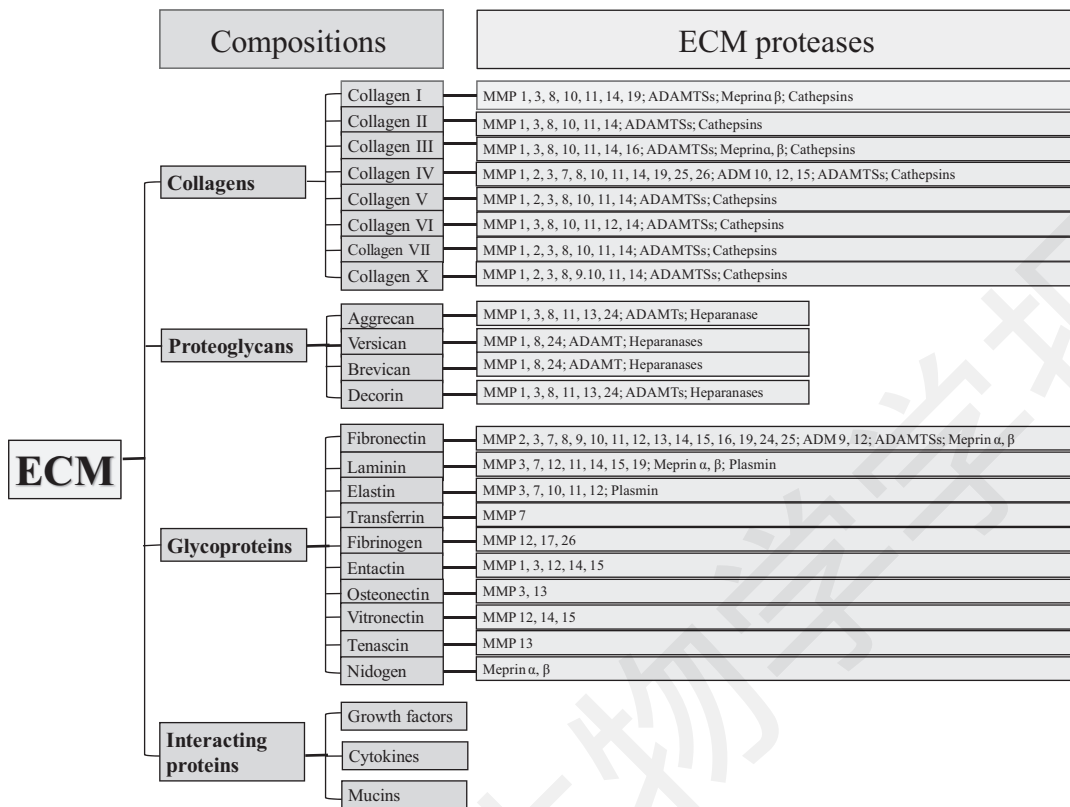 Compositions
ECM proteases
ECM
Collagens
Collagen I
MMP 1, 3, 8, 10, 11, 14, 19; ADAMTSs; Meprinα β; Cathepsins
Collagen II
MMP 1, 3, 8, 10, 11, 14; ADAMTSs; Cathepsins
Collagen III
MMP 1, 3, 8, 10, 11, 14, 16; ADAMTSs; Meprinα, β; Cathepsins
Collagen IV
MMP 1, 2, 3, 7, 8, 10, 11, 14, 19, 25, 26; ADM 10, 12, 15; ADAMTSs; Cathepsins
Collagen V
MMP 1, 2, 3, 8, 10, 11, 14; ADAMTSs; Cathepsins
Collagen VI
MMP 1, 3, 8, 10, 11, 12, 14; ADAMTSs; Cathepsins
Collagen VII
MMP 1, 2, 3, 8, 10, 11, 14; ADAMTSs; Cathepsins
Collagen X
MMP 1, 2, 3, 8, 9.10, 11, 14; ADAMTSs; Cathepsins
Proteoglycans
Aggrecan
MMP 1, 3, 8, 11, 13, 24; ADAMTs; Heparanase
Versican
MMP 1, 8, 24; ADAMT; Heparanases
Brevican
MMP 1, 8, 24; ADAMT; Heparanases
Decorin
MMP 1, 3, 8, 11, 13, 24; ADAMTs; Heparanases
Glycoproteins
Fibronectin
MMP 2, 3, 7, 8, 9, 10, 11, 12, 13, 14, 15, 16, 19, 24, 25; ADM 9, 12; ADAMTSs; Meprin α, β
Laminin
MMP 3, 7, 12, 11, 14, 15, 19; Meprin α, β; Plasmin
Elastin
MMP 3, 7, 10, 11, 12; Plasmin
Transferrin
MMP 7
Fibrinogen
MMP 12, 17, 26
Entactin
MMP 1, 3, 12, 14, 15
Osteonectin
MMP 3, 13
Vitronectin
MMP 12, 14, 15
Tenascin
MMP 13
Nidogen
Meprin α, β
Interacting
proteins
Growth factors
Cytokines
Mucins
物学学